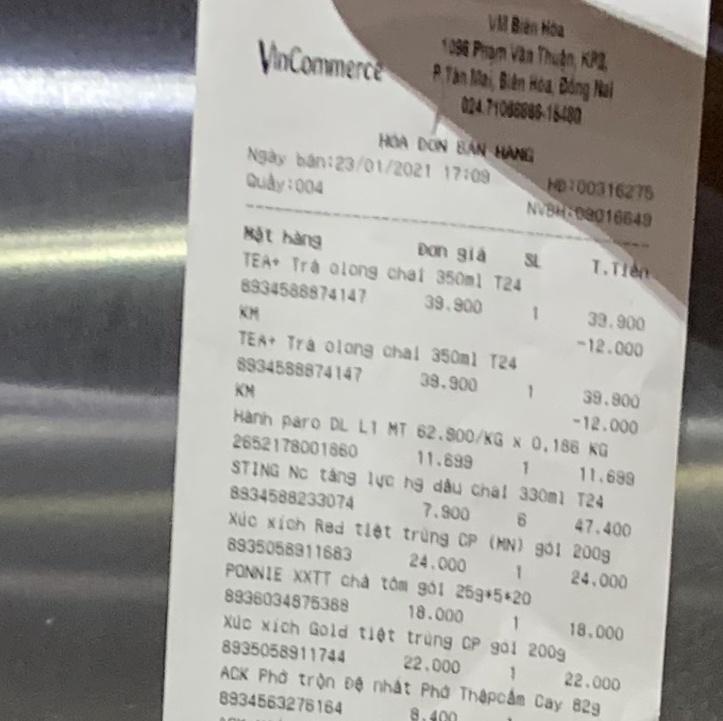 VinCommerce
VM Biên Hòa
1096 Phạm Văn Thuận, KP2,
P.Tân Mai, Biên Hòa, Đồng Nai
024.71066866-15480
HÓA ĐƠN BÁN HÀNG
Ngày bán:23/01/2021 17:09 HĐ:00316275
Quầy:004 NVBH:09016649
Mặt hàng Đơn giá SL T.Tiền
TEA+ Trà olong chai 350ml T24
8934588874147 39.900 1 39.900
KM -12.000
TEA+ Trà olong chai 350ml T24
8934588874147 39.900 1 39.900
KM -12.000
Hành paro DL L1 MT 62.900/KG x 0,186 KG
2652178001860 11.699 1 11.699
STING Nc tăng lực hg dâu chai 330ml T24
8934588233074 7.900 6 47.400
Xúc xích Red tiệt trùng CP (MN) gói 200g
8935058911683 24.000 1 24.000
PONNIE XXTT chà tôm gói 25g*5*20
8936034875388 18.000 1 18.000
Xúc xích Gold tiệt trùng CP gói 200g
8935058911744 22.000 1 22.000
ACK Phở trộn Đệ nhất Phở Thậpcẩm Cay 82g
8934563276164 8.400